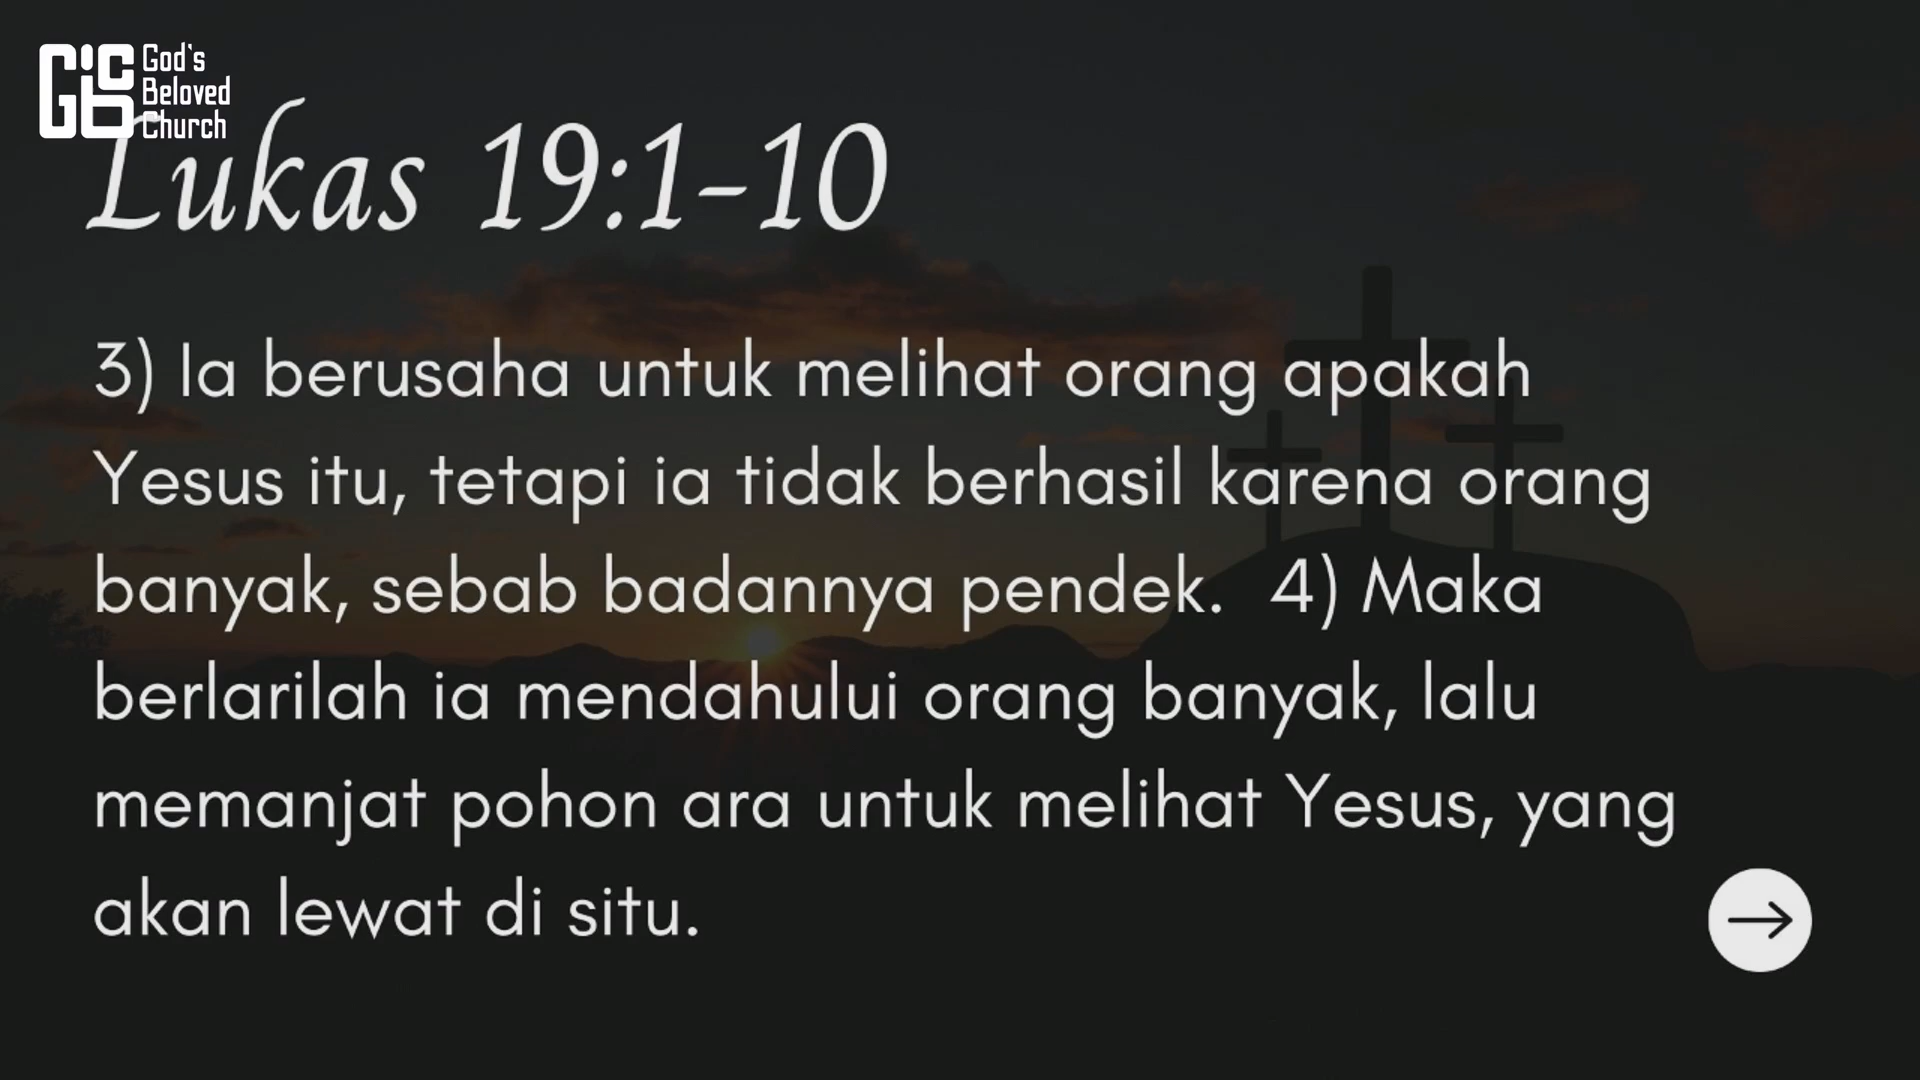 God's
Beloved
Church
Lukas 19:1-10
3) Ia berusaha untuk melihat orang apakah
Yesus itu, tetapi ia tidak berhasil karena orang
banyak, sebab badannya pendek.  4) Maka
berlarilah ia mendahului orang banyak, lalu
memanjat pohon ara untuk melihat Yesus, yang
akan lewat di situ.